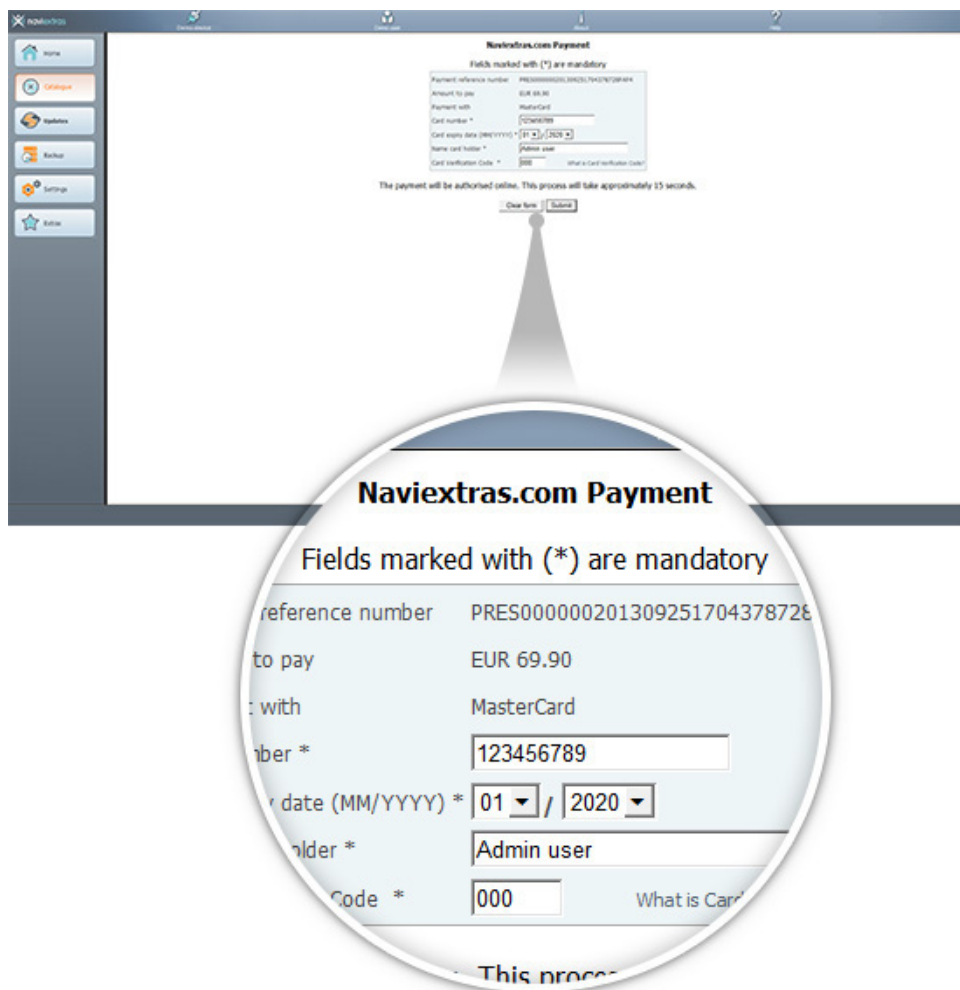 naviextras
Device
About
Help
Home
Catalogue
Updates
Backup
Settings
Extras
Naviextras.com Payment
Fields marked with (*) are mandatory
Payment reference number
Amount to pay EUR 69.90
Payment with MasterCard
Card number * 123456789
Card expiry date (MM/YYYY) * 01 / 2020
Name card holder * Admin user
Card Verification Code * 000 What is Card Verification Code?
The payment will be authorised online. This process will take approximately 15 seconds.
Clear form Submit
Naviextras.com Payment
Fields marked with (*) are mandatory
reference number PRES000000201309251704378728
to pay EUR 69.90
with MasterCard
mber * 123456789
y date (MM/YYYY) * 01 / 2020
older * Admin user
Code * 000 What is Card
This proce